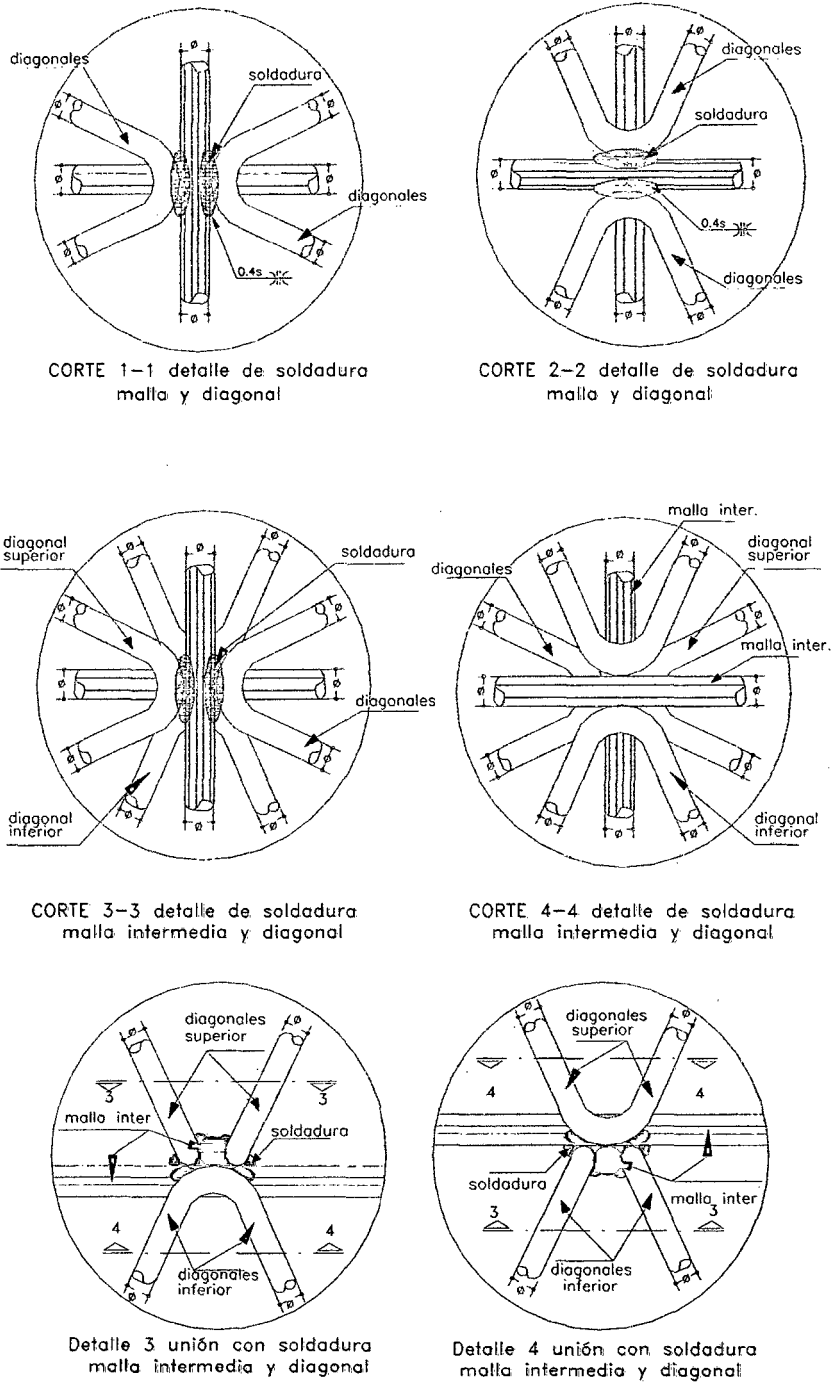 diagonales
ø
soldadura
ø
ø
ø
ø
diagonales
ø
ø
0.4s
ø
CORTE 1-1 detalle de soldadura
malla y diagonal
ø
ø
ø
diagonales
soldadura
ø
ø
0.4s
diagonales
ø
ø
ø
CORTE 2-2 detalle de soldadura
malla y diagonal
diagonal
superior
ø
ø
ø
soldadura
ø
ø
ø
ø
diagonales
ø
ø
diagonal
inferior
ø
ø
ø
CORTE 3-3 detalle de soldadura
malla intermedia y diagonal
malla inter.
ø
ø
ø
diagonal
superior
diagonales
ø
ø
malla inter.
ø
ø
ø
ø
diagonal
inferior
ø
ø
ø
CORTE 4-4 detalle de soldadura
malla intermedia y diagonal
ø
diagonales
superior
ø
3
3
malla inter
soldadura
4
4
diagonales
inferior
ø
ø
Detalle 3 unión con soldadura
malla intermedia y diagonal
ø
diagonales
superior
ø
4
4
soldadura
malla inter
3
3
diagonales
inferior
ø
ø
Detalle 4 unión con soldadura
malla intermedia y diagonal